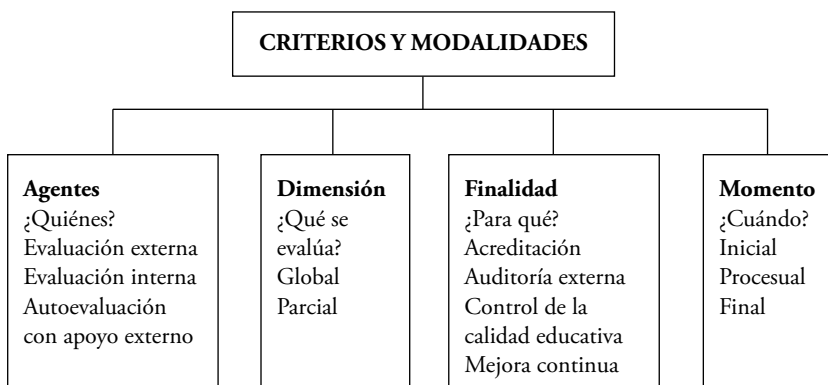 CRITERIOS Y MODALIDADES
Agentes
¿Quiénes?
Evaluación externa
Evaluación interna
Autoevaluación
con apoyo externo
Dimensión
¿Qué se
evalúa?
Global
Parcial
Finalidad
¿Para qué?
Acreditación
Auditoría externa
Control de la
calidad educativa
Mejora continua
Momento
¿Cuándo?
Inicial
Procesual
Final